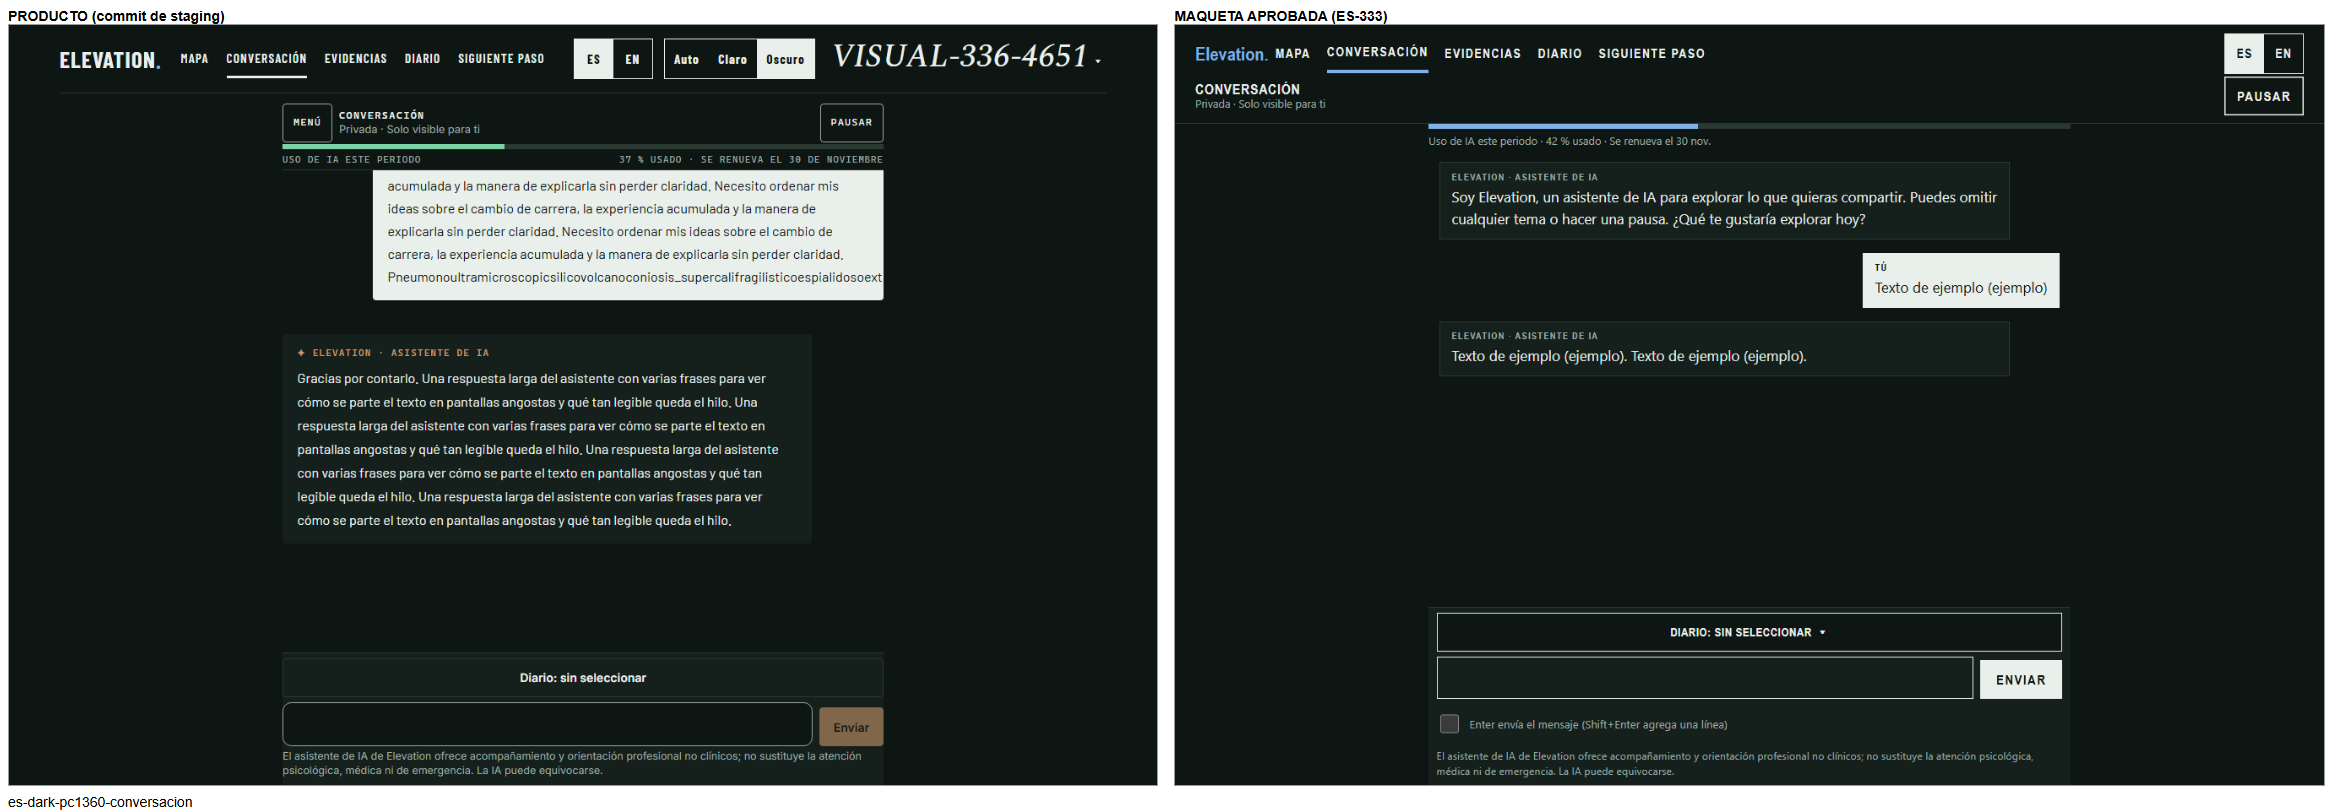 PRODUCTO (commit de staging)
ELEVATION.
MAPA
CONVERSACIÓN
EVIDENCIAS
DIARIO
SIGUIENTE PASO
ES
EN
Auto
Claro
Oscuro
VISUAL-336-4651
MENÚ
CONVERSACIÓN
Privada · Solo visible para ti
PAUSAR
USO DE IA ESTE PERIODO
37 % USADO · SE RENUEVA EL 30 DE NOVIEMBRE
acumulada y la manera de explicarla sin perder claridad. Necesito ordenar mis
ideas sobre el cambio de carrera, la experiencia acumulada y la manera de
explicarla sin perder claridad. Necesito ordenar mis ideas sobre el cambio de
carrera, la experiencia acumulada y la manera de explicarla sin perder claridad.
Pneumonoultramicroscopicsilicovolcanoconiosis_supercalifragilisticoespialidosoext
✦ ELEVATION · ASISTENTE DE IA
Gracias por contarlo. Una respuesta larga del asistente con varias frases para ver
cómo se parte el texto en pantallas angostas y qué tan legible queda el hilo. Una
respuesta larga del asistente con varias frases para ver cómo se parte el texto en
pantallas angostas y qué tan legible queda el hilo. Una respuesta larga del asistente
con varias frases para ver cómo se parte el texto en pantallas angostas y qué tan
legible queda el hilo. Una respuesta larga del asistente con varias frases para ver
cómo se parte el texto en pantallas angostas y qué tan legible queda el hilo.
Diario: sin seleccionar
Enviar
El asistente de IA de Elevation ofrece acompañamiento y orientación profesional no clínicos; no sustituye la atención
psicológica, médica ni de emergencia. La IA puede equivocarse.
MAQUETA APROBADA (ES-333)
Elevation.
MAPA
CONVERSACIÓN
EVIDENCIAS
DIARIO
SIGUIENTE PASO
ES
EN
CONVERSACIÓN
Privada · Solo visible para ti
PAUSAR
Uso de IA este periodo · 42 % usado · Se renueva el 30 nov.
ELEVATION · ASISTENTE DE IA
Soy Elevation, un asistente de IA para explorar lo que quieras compartir. Puedes omitir
cualquier tema o hacer una pausa. ¿Qué te gustaría explorar hoy?
TÚ
Texto de ejemplo (ejemplo)
ELEVATION · ASISTENTE DE IA
Texto de ejemplo (ejemplo). Texto de ejemplo (ejemplo).
DIARIO: SIN SELECCIONAR
ENVIAR
Enter envía el mensaje (Shift+Enter agrega una línea)
El asistente de IA de Elevation ofrece acompañamiento y orientación profesional no clínicos; no sustituye la atención psicológica,
médica ni de emergencia. La IA puede equivocarse.
es-dark-pc1360-conversacion